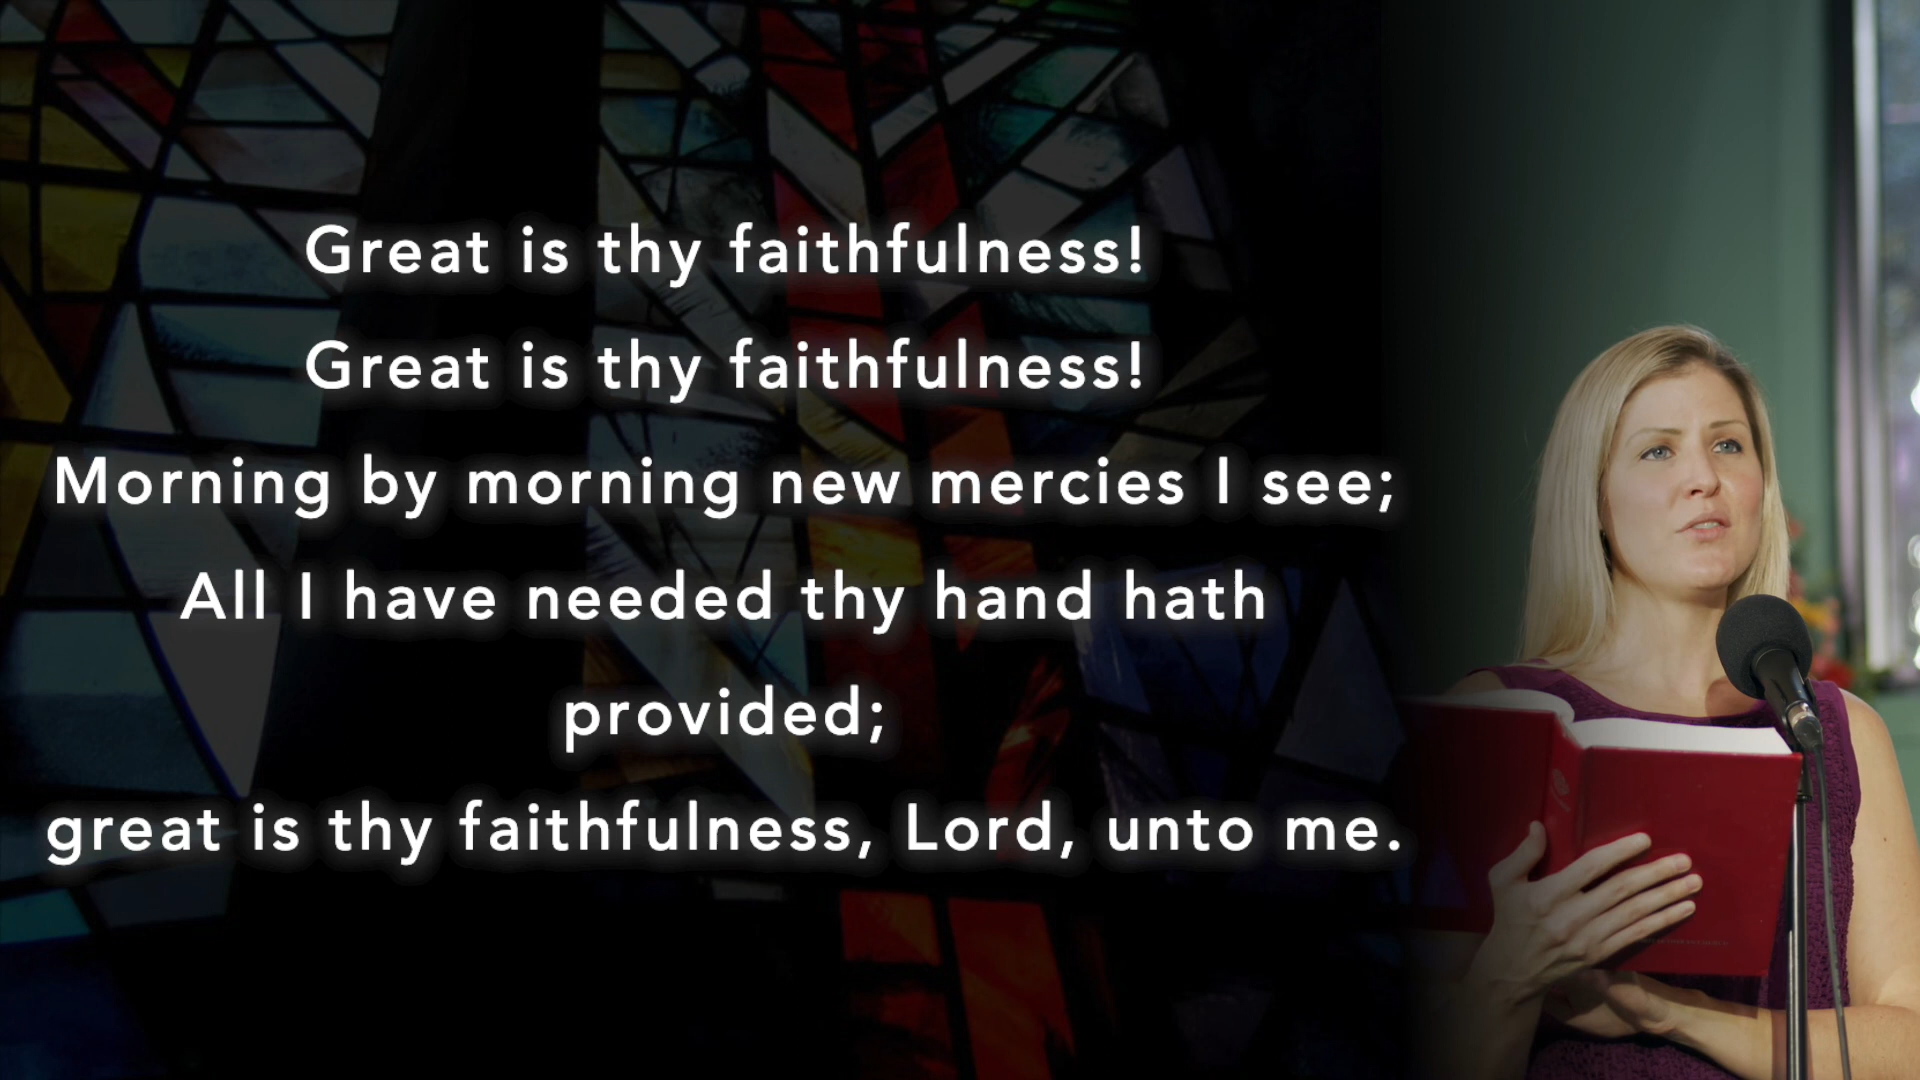 Great is thy faithfulness!
Great is thy faithfulness!
Morning by morning new mercies I see;
All I have needed thy hand hath
provided;
great is thy faithfulness, Lord, unto me.